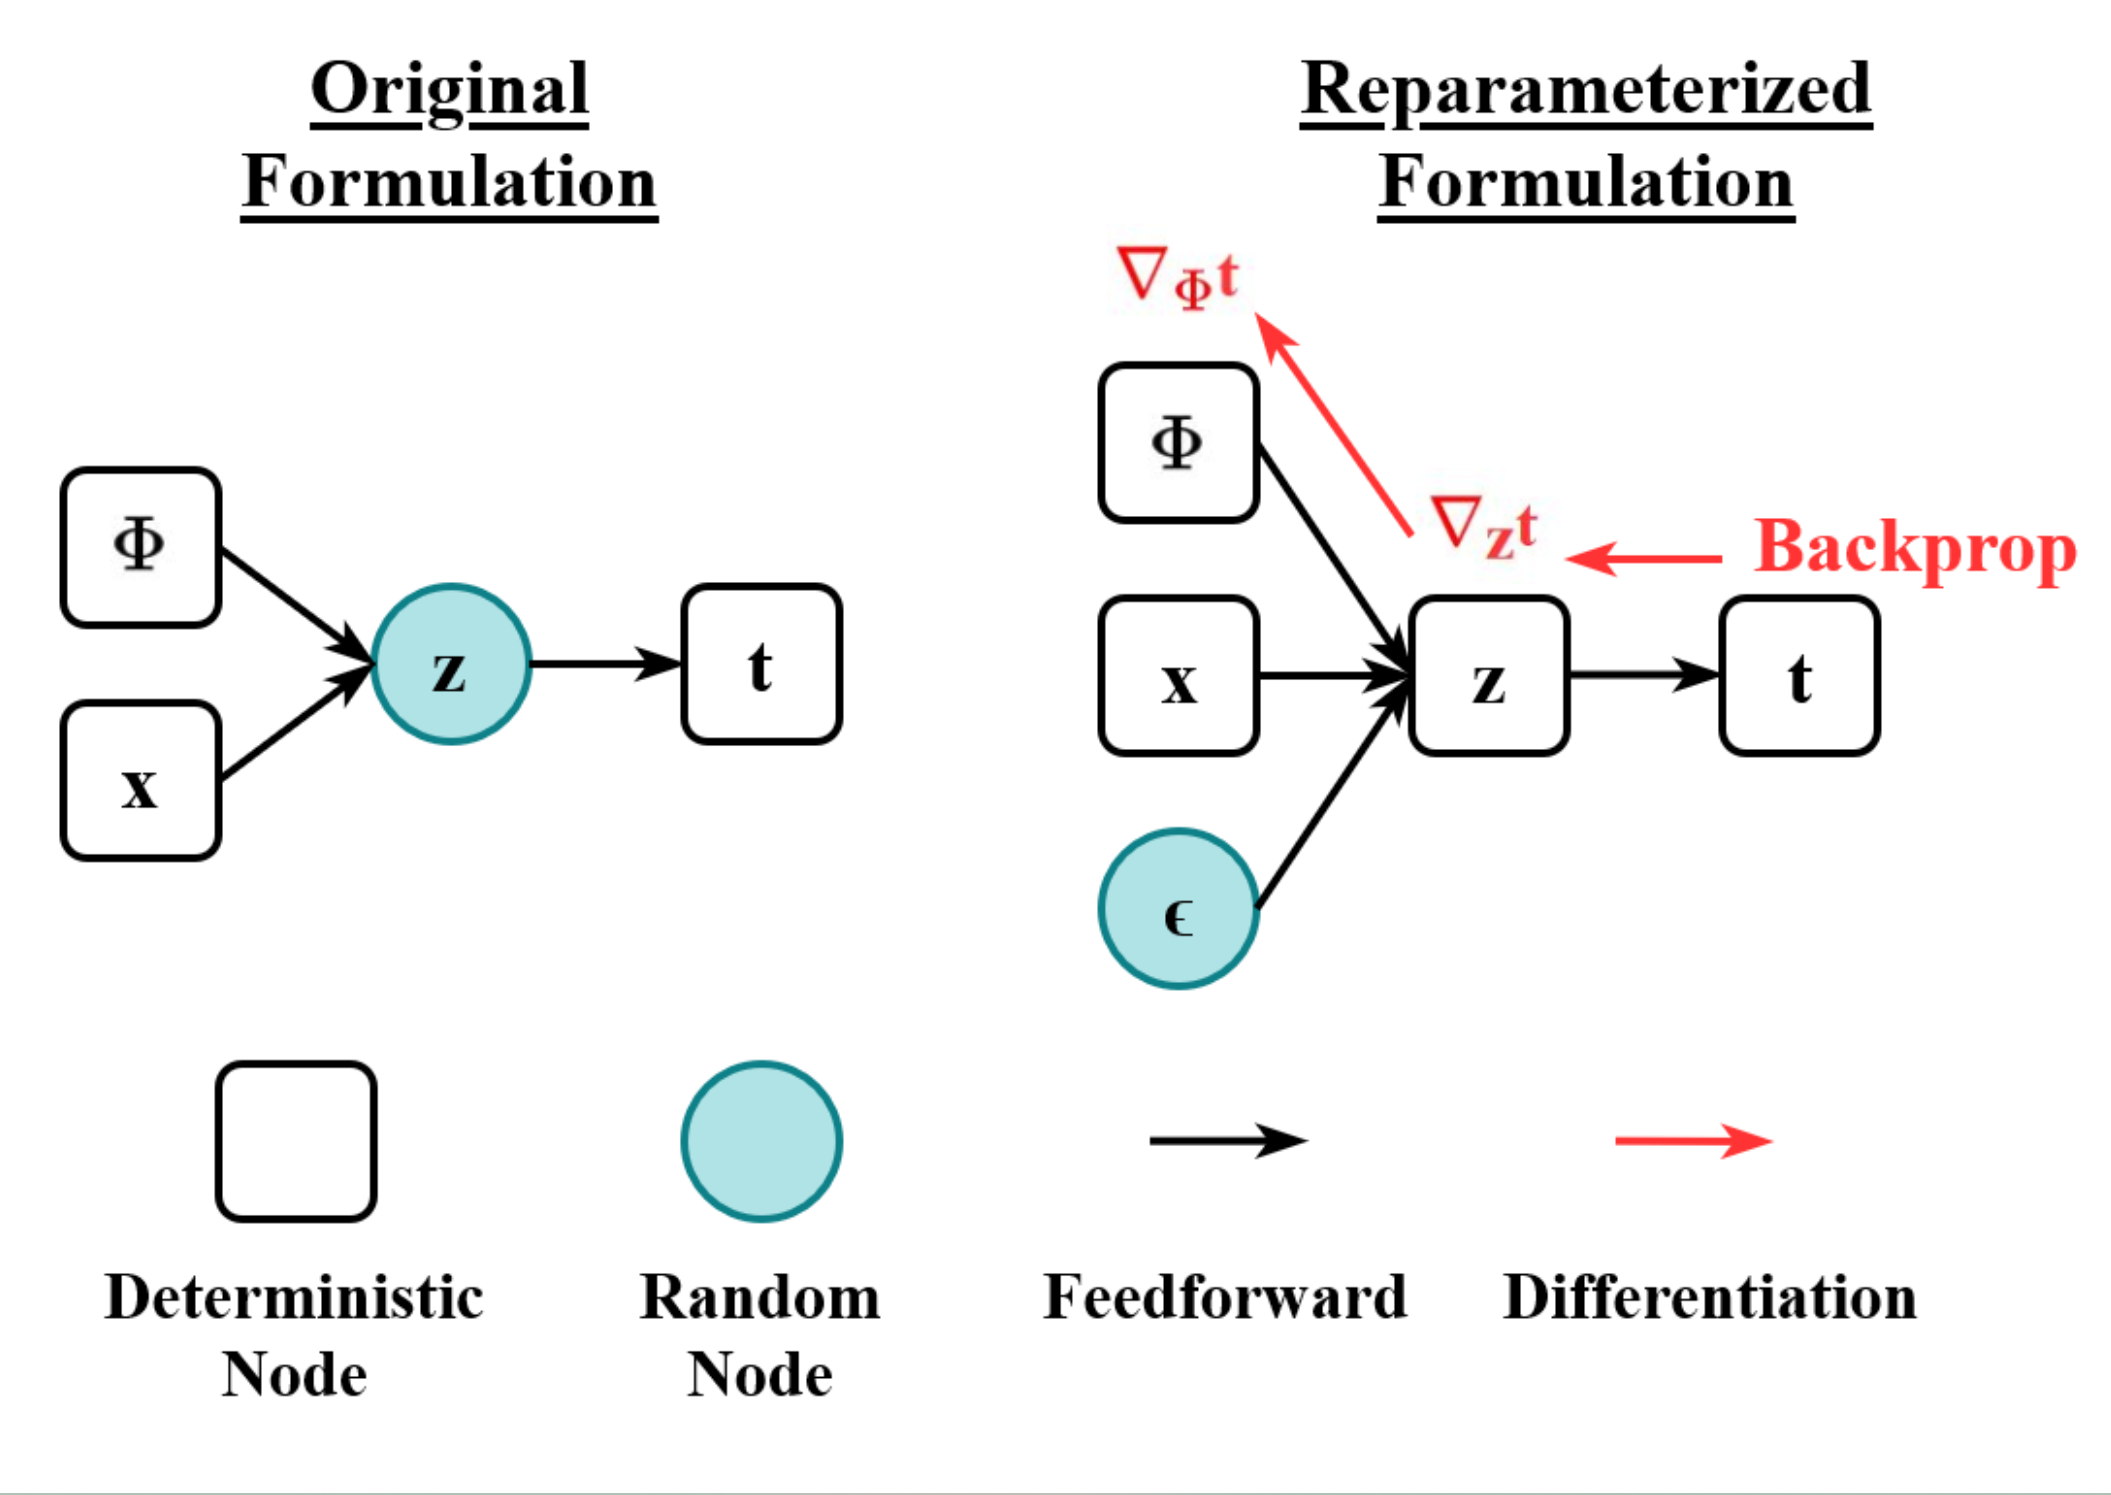 Original
Formulation
Reparameterized
Formulation
∇Φt
Φ
Φ
∇zt
Backprop
z
t
x
x
z
t
ϵ
Deterministic
Node
Random
Node
Feedforward
Differentiation